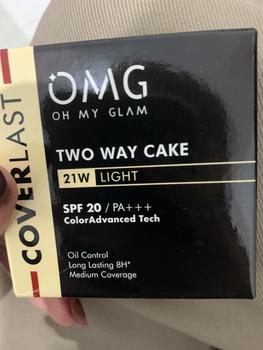 COVERLAST
OMG
OH MY GLAM
TWO WAY CAKE
21W LIGHT
SPF 20 / PA+++
ColorAdvanced Tech
Oil Control
Long Lasting 8H*
Medium Coverage